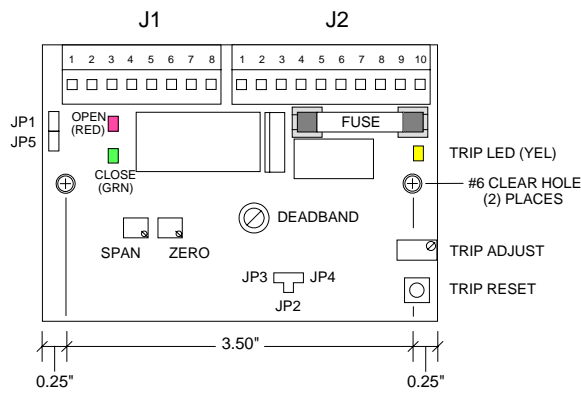 J1 J2
1 2 3 4 5 6 7 8 1 2 3 4 5 6 7 8 9 10
JP1
JP5
OPEN
(RED)
CLOSE
(GRN)
FUSE
TRIP LED (YEL)
#6 CLEAR HOLE
(2) PLACES
DEADBAND
SPAN ZERO
TRIP ADJUST
JP3 JP4
JP2
TRIP RESET
3.50"
0.25" 0.25"